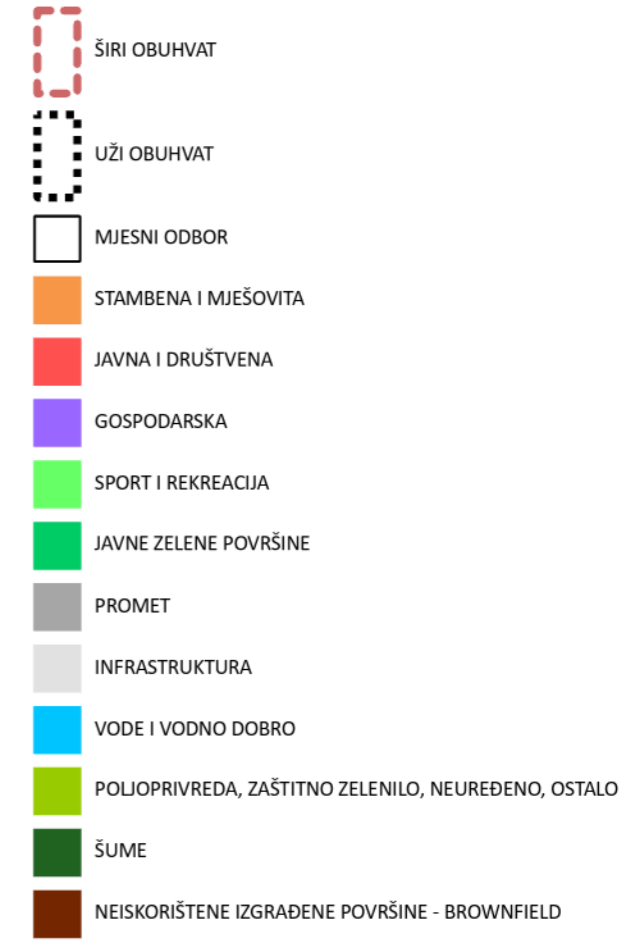 ŠIRI OBUHVAT
UŽI OBUHVAT
MJESNI ODBOR
STAMBENA I MJEŠOVITA
JAVNA I DRUŠTVENA
GOSPODARSKA
SPORT I REKREACIJA
JAVNE ZELENE POVRŠINE
PROMET
INFRASTRUKTURA
VODE I VODNO DOBRO
POLJOPRIVREDA, ZAŠTITNO ZELENILO, NEUREĐENO, OSTALO
ŠUME
NEISKORIŠTENE IZGRAĐENE POVRŠINE - BROWNFIELD